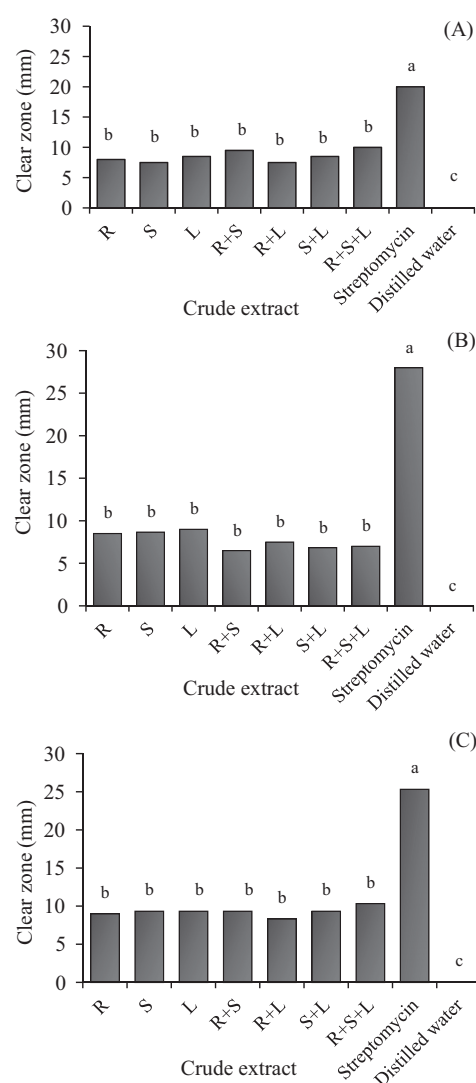 (A)
30
25
20
15
10
5
0
Clear zone (mm)
b b b b b b b a c
R S L R+S R+L S+L R+S+L Streptomycin Distilled water
Crude extract
(B)
30
25
20
15
10
5
0
Clear zone (mm)
b b b b b b b a c
R S L R+S R+L S+L R+S+L Streptomycin Distilled water
Crude extract
(C)
30
25
20
15
10
5
0
Clear zone (mm)
b b b b b b b a c
R S L R+S R+L S+L R+S+L Streptomycin Distilled water
Crude extract